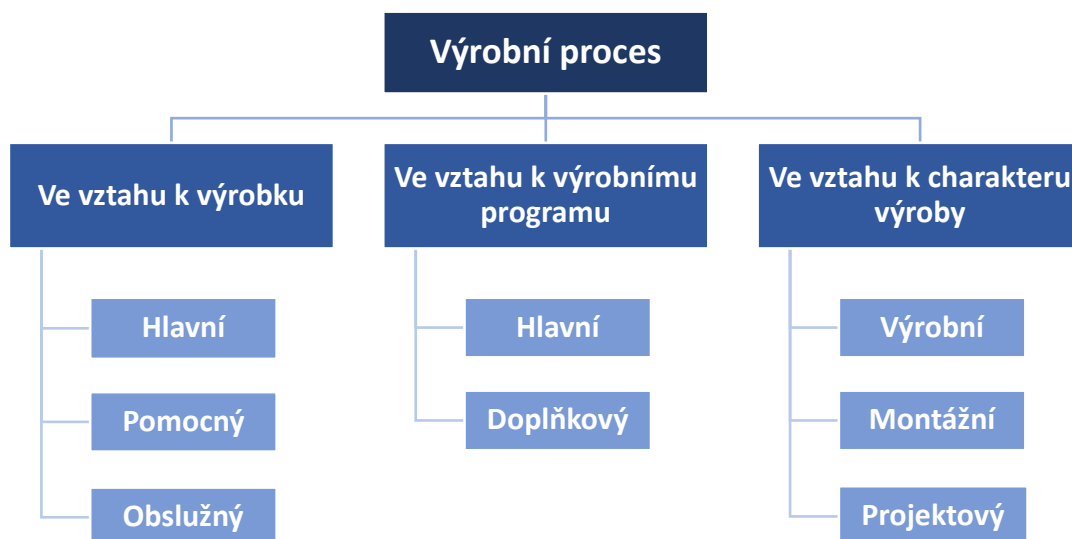 Výrobní proces
Ve vztahu k výrobku
Hlavní
Pomocný
Obslužný
Ve vztahu k výrobnímu
programu
Hlavní
Doplňkový
Ve vztahu k charakteru
výroby
Výrobní
Montážní
Projektový